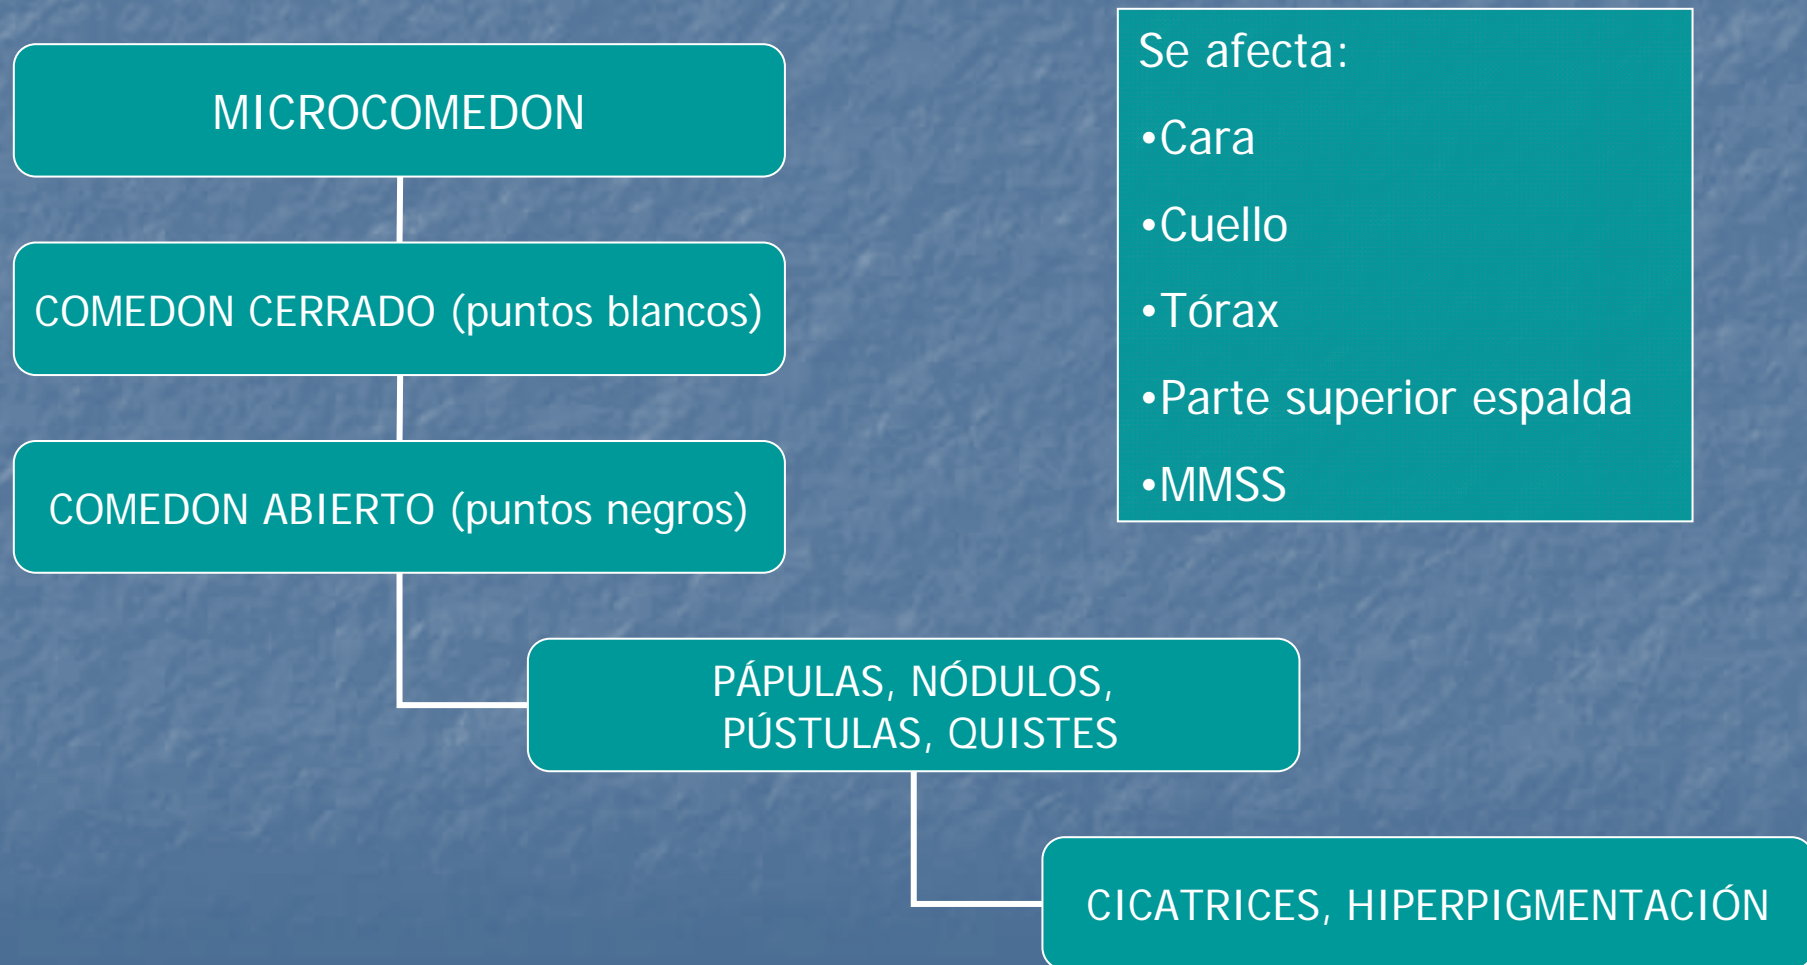 MICROCOMEDON
COMEDON CERRADO (puntos blancos)
COMEDON ABIERTO (puntos negros)
PÁPULAS, NÓDULOS,
PÚSTULAS, QUISTES
CICATRICES, HIPERPIGMENTACIÓN
Se afecta:
•Cara
•Cuello
•Tórax
•Parte superior espalda
•MMSS